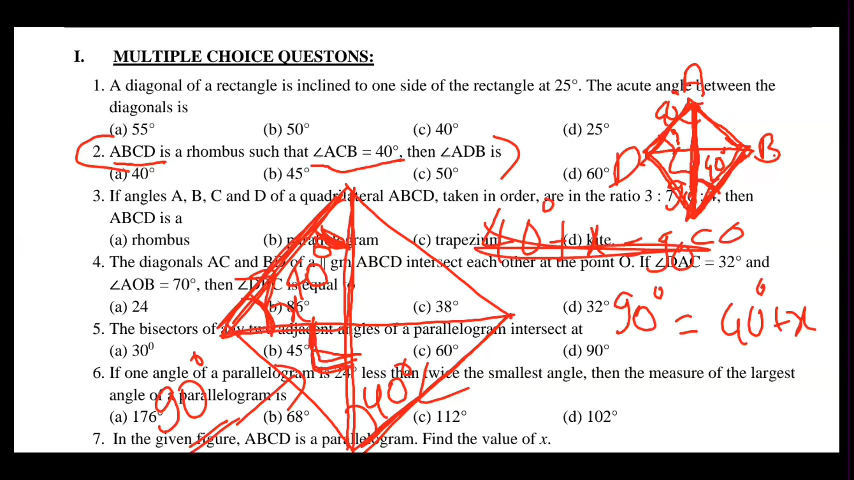 I. MULTIPLE CHOICE QUESTONS:
1. A diagonal of a rectangle is inclined to one side of the rectangle at 25°. The acute angle between the
diagonals is
(a) 55° (b) 50° (c) 40° (d) 25°
2. ABCD is a rhombus such that ∠ACB = 40°, then ∠ADB is
(a) 40° (b) 45° (c) 50° (d) 60°
3. If angles A, B, C and D of a quadrilateral ABCD, taken in order, are in the ratio 3 : 7 : then
ABCD is a
(a) rhombus (b) parallelogram (c) trapezium (d) kite
4. The diagonals AC and BD of a || gm ABCD intersect each other at the point O. If ∠DAC = 32° and
∠AOB = 70°, then is equal
(a) 24 (b) 86° (c) 38° (d) 32°
5. The bisectors of any two adjacent angles of a parallelogram intersect at
(a) 30⁰ (b) 45° (c) 60° (d) 90°
6. If one angle of a parallelogram is 24° less than twice the smallest angle, then the measure of the largest
angle of a parallelogram is
(a) 176° (b) 68° (c) 112° (d) 102°
7. In the given figure, ABCD is a parallelogram. Find the value of x.
A
B
D
40°
40° + x =
90° = 40° + x
40°
x
40°
90°